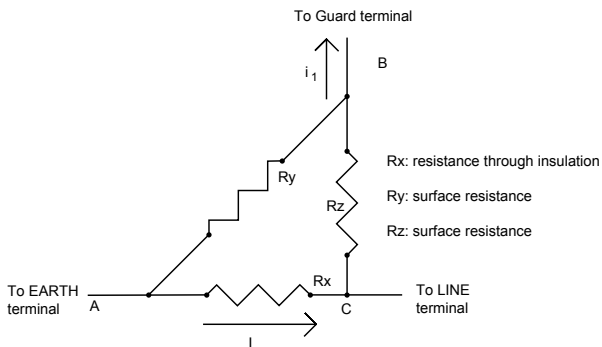 To Guard terminal
i1
B
Rx: resistance through insulation
Ry
Ry: surface resistance
Rz
Rz: surface resistance
To EARTH
terminal
A
Rx
C
To LINE
terminal
I